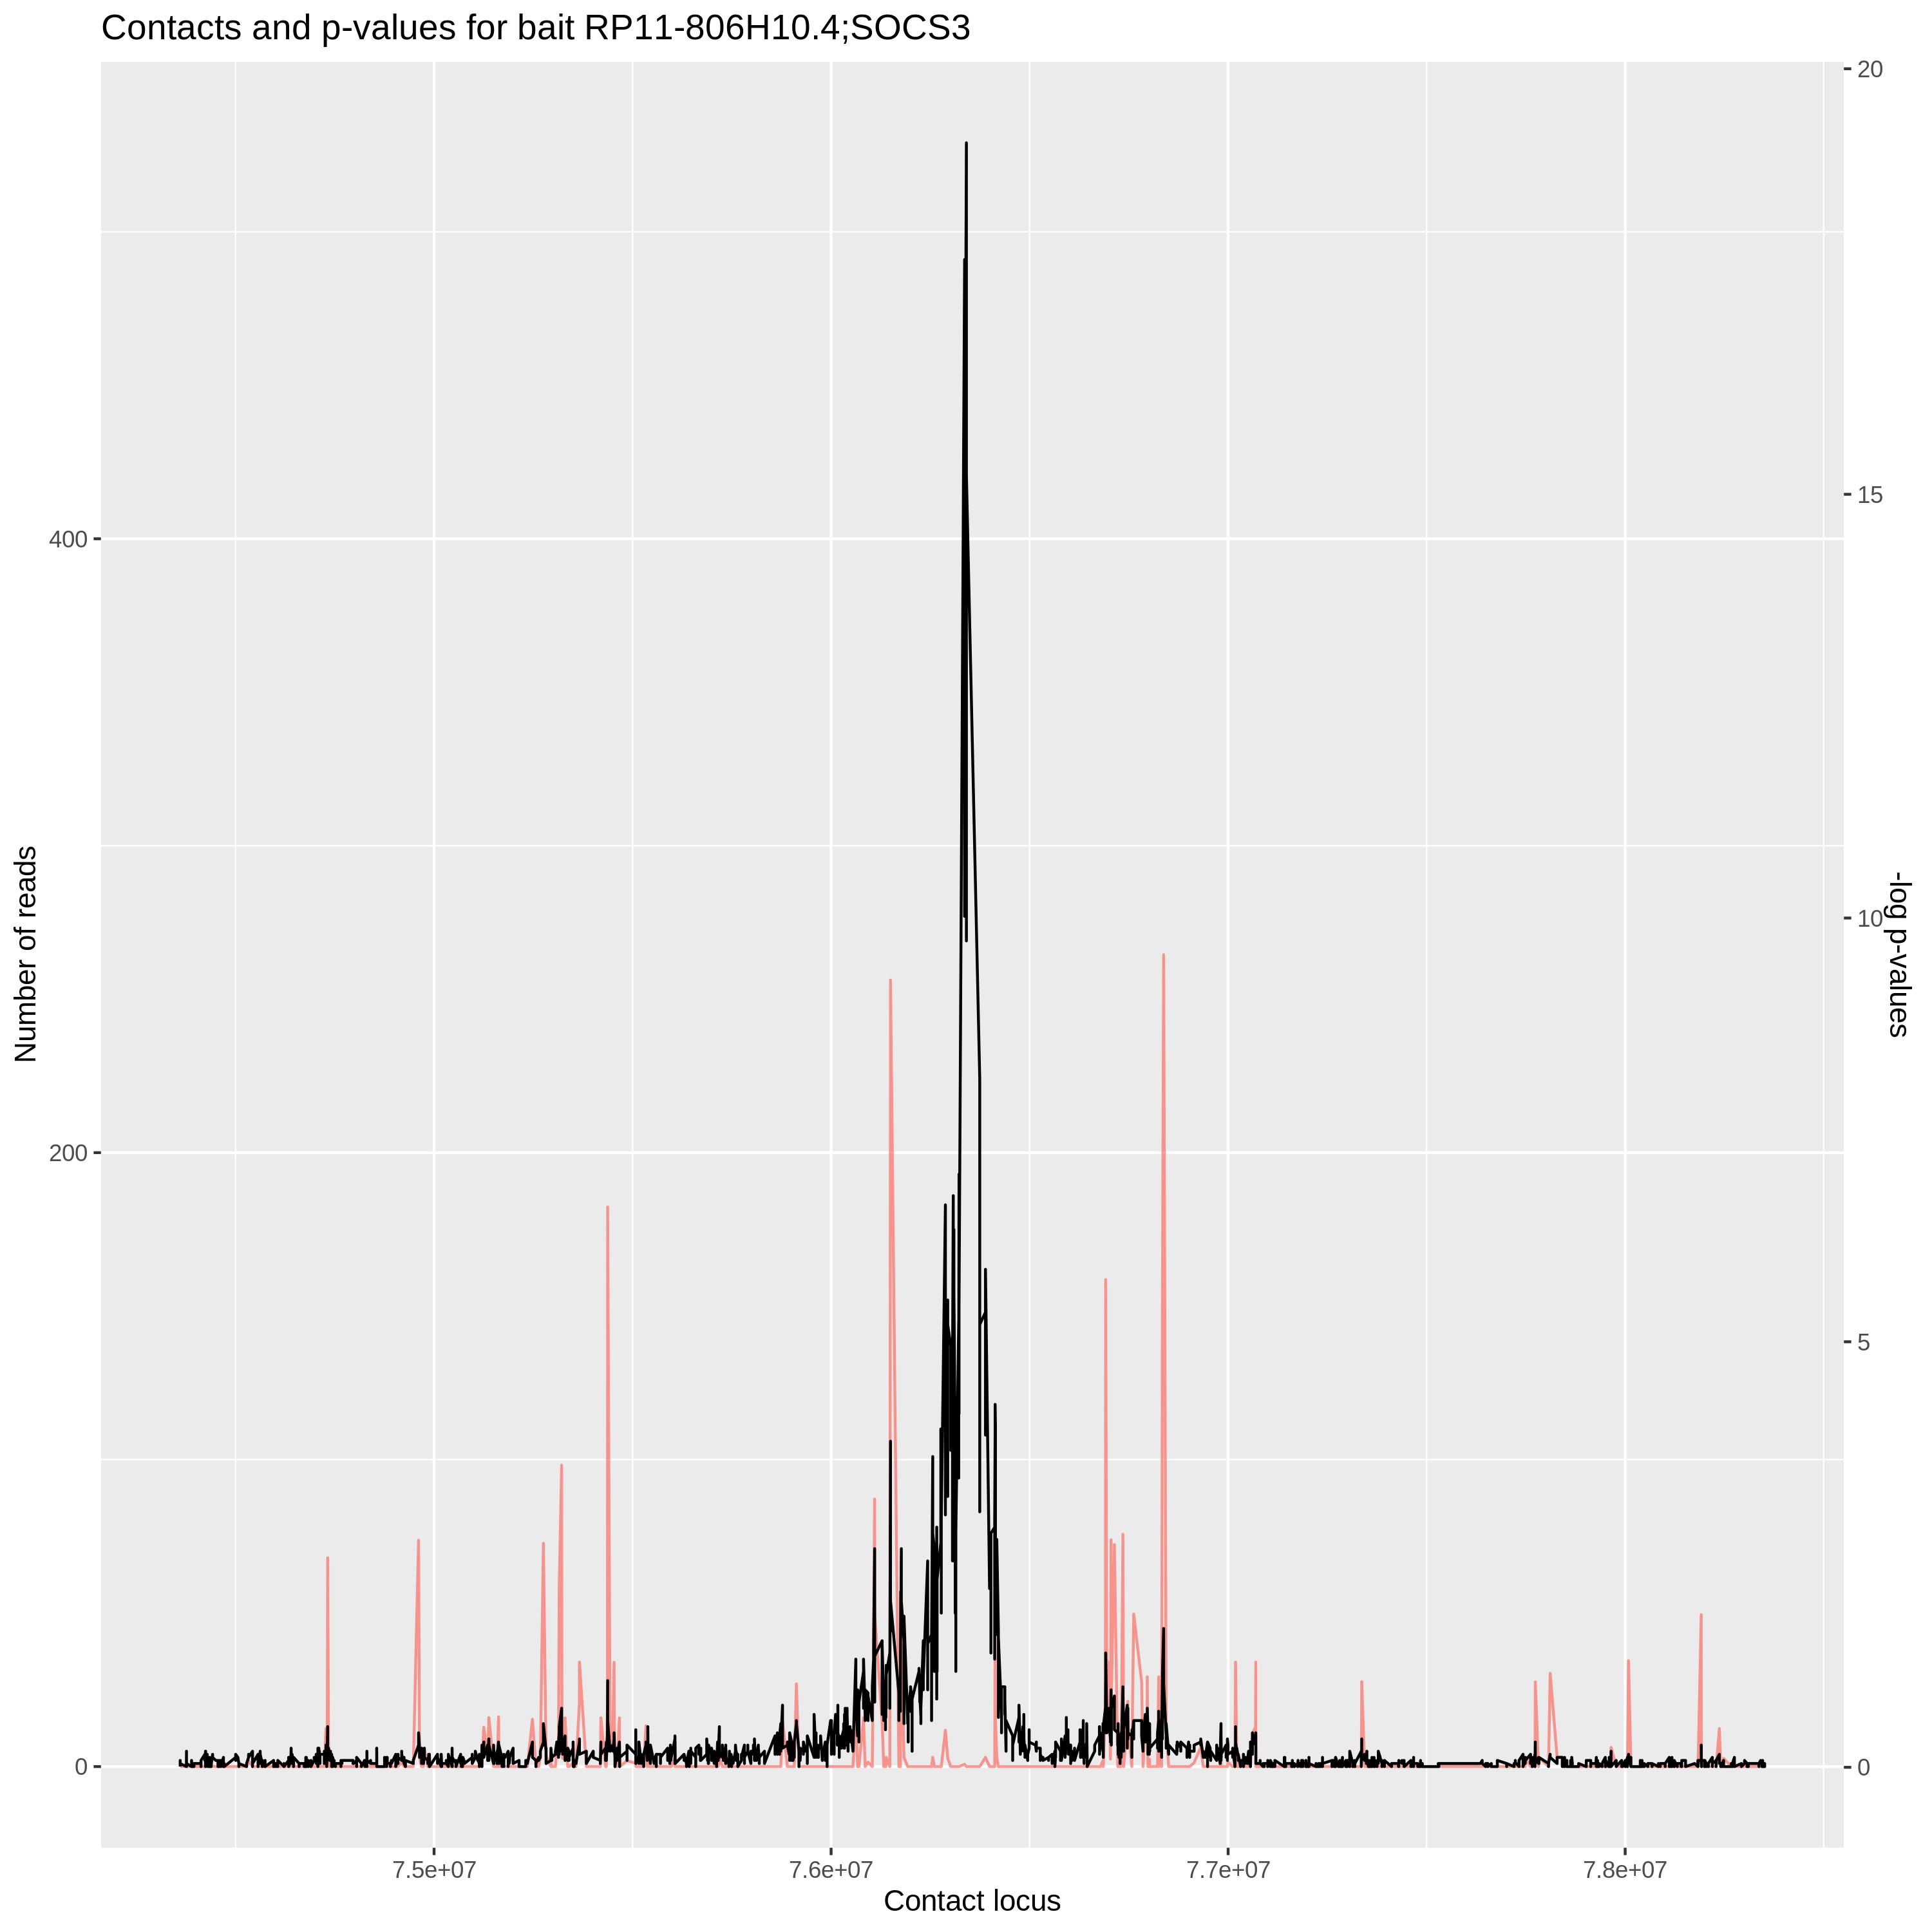 Contacts and p-values for bait RP11-806H10.4;SOCS3
Number of reads
400
200
0
20
15
10
5
0
-log p-values
7.5e+07
7.6e+07
7.7e+07
7.8e+07
Contact locus